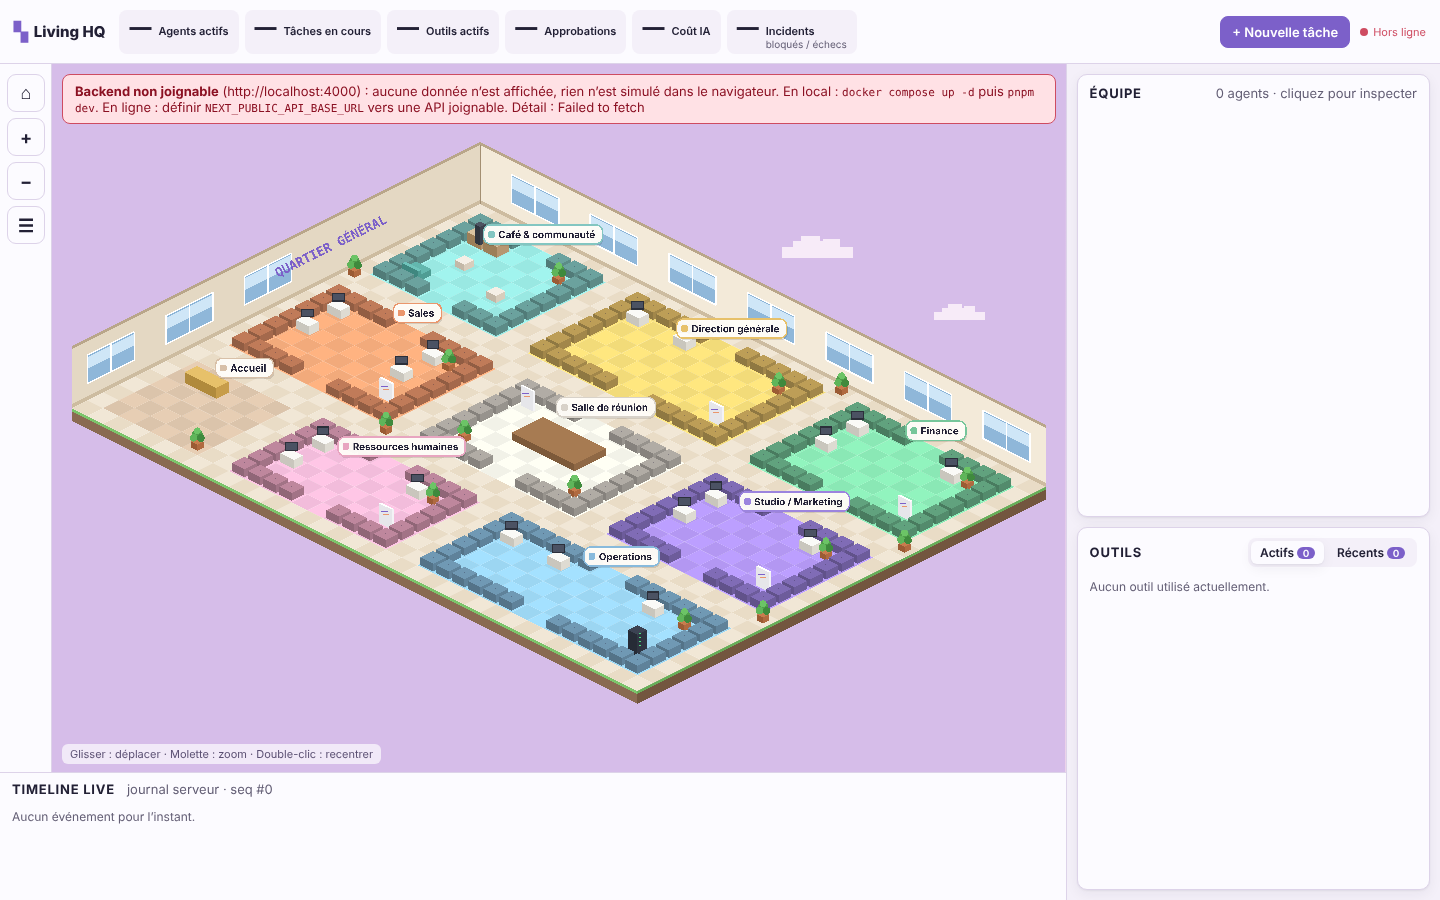 Living HQ
— Agents actifs
— Tâches en cours
— Outils actifs
— Approbations
— Coût IA
— Incidents
bloqués / échecs
+ Nouvelle tâche
Hors ligne
Backend non joignable (http://localhost:4000) : aucune donnée n’est affichée, rien n’est simulé dans le navigateur. En local : docker compose up -d puis pnpm
dev. En ligne : définir NEXT_PUBLIC_API_BASE_URL vers une API joignable. Détail : Failed to fetch
QUARTIER GÉNÉRAL
Café & communauté
Sales
Direction générale
Accueil
Salle de réunion
Finance
Ressources humaines
Studio / Marketing
Operations
Glisser : déplacer · Molette : zoom · Double-clic : recentrer
ÉQUIPE
0 agents · cliquez pour inspecter
OUTILS
Actifs 0
Récents 0
Aucun outil utilisé actuellement.
TIMELINE LIVE journal serveur · seq #0
Aucun événement pour l’instant.